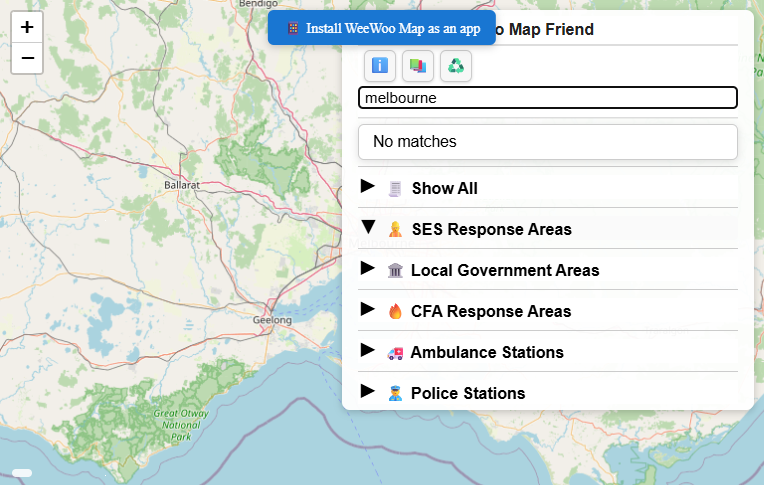 Bendigo
+
−
Install WeeWoo Map as an app
o Map Friend
melbourne
No matches
Show All
SES Response Areas
Local Government Areas
CFA Response Areas
Ambulance Stations
Police Stations
Ballarat
Geelong
Great Otway
National
Park